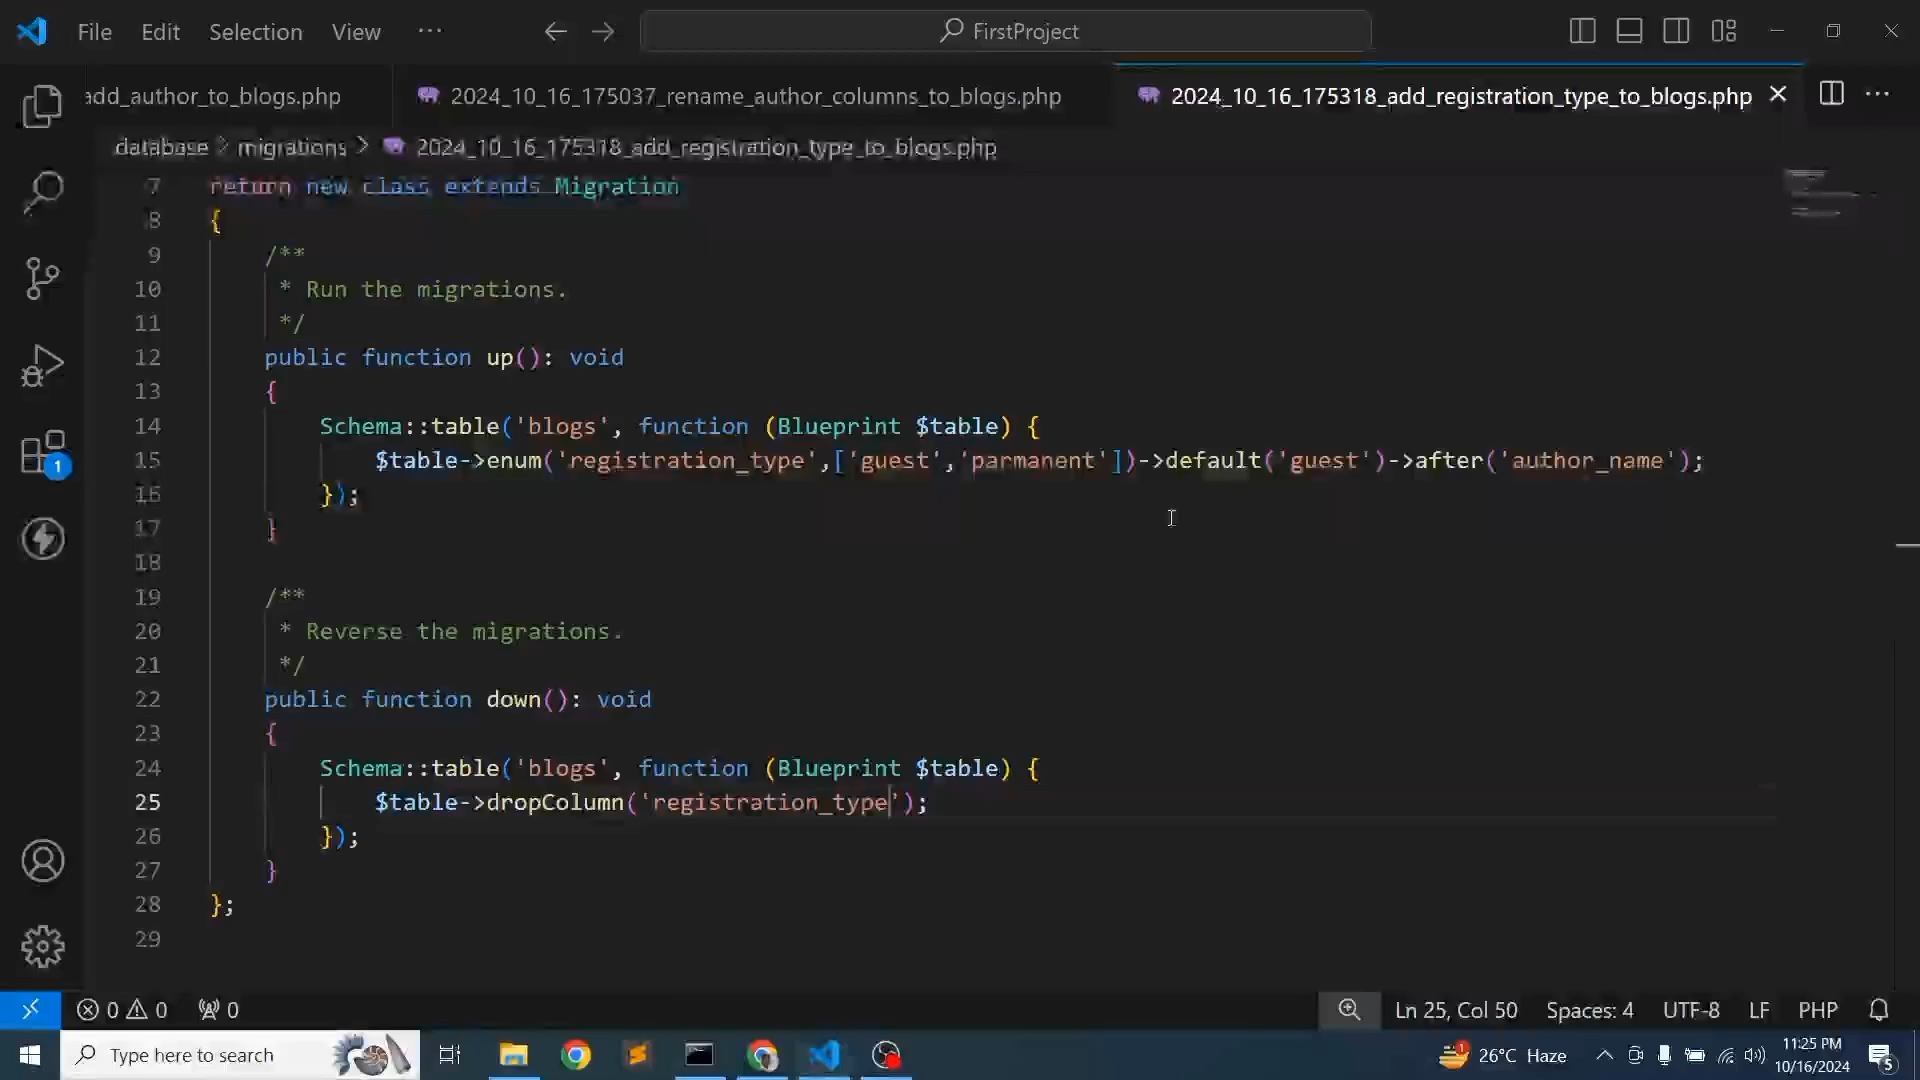 File Edit Selection View ··· FirstProject
add_author_to_blogs.php 2024_10_16_175037_rename_author_columns_to_blogs.php 2024_10_16_175318_add_registration_type_to_blogs.php ···
database > migrations > 2024_10_16_175318_add_registration_type_to_blogs.php
7 return new class extends Migration
8 {
9 /**
10 * Run the migrations.
11 */
12 public function up(): void
13 {
14 Schema::table('blogs', function (Blueprint $table) {
15 $table->enum('registration_type',['guest','parmanent'])->default('guest')->after('author_name');
16 });
17 }
18
19 /**
20 * Reverse the migrations.
21 */
22 public function down(): void
23 {
24 Schema::table('blogs', function (Blueprint $table) {
25 $table->dropColumn('registration_type');
26 });
27 }
28 };
29
1
0 0 0 Ln 25, Col 50 Spaces: 4 UTF-8 LF PHP
Type here to search 1 26°C Haze 11:25 PM
10/16/2024 5